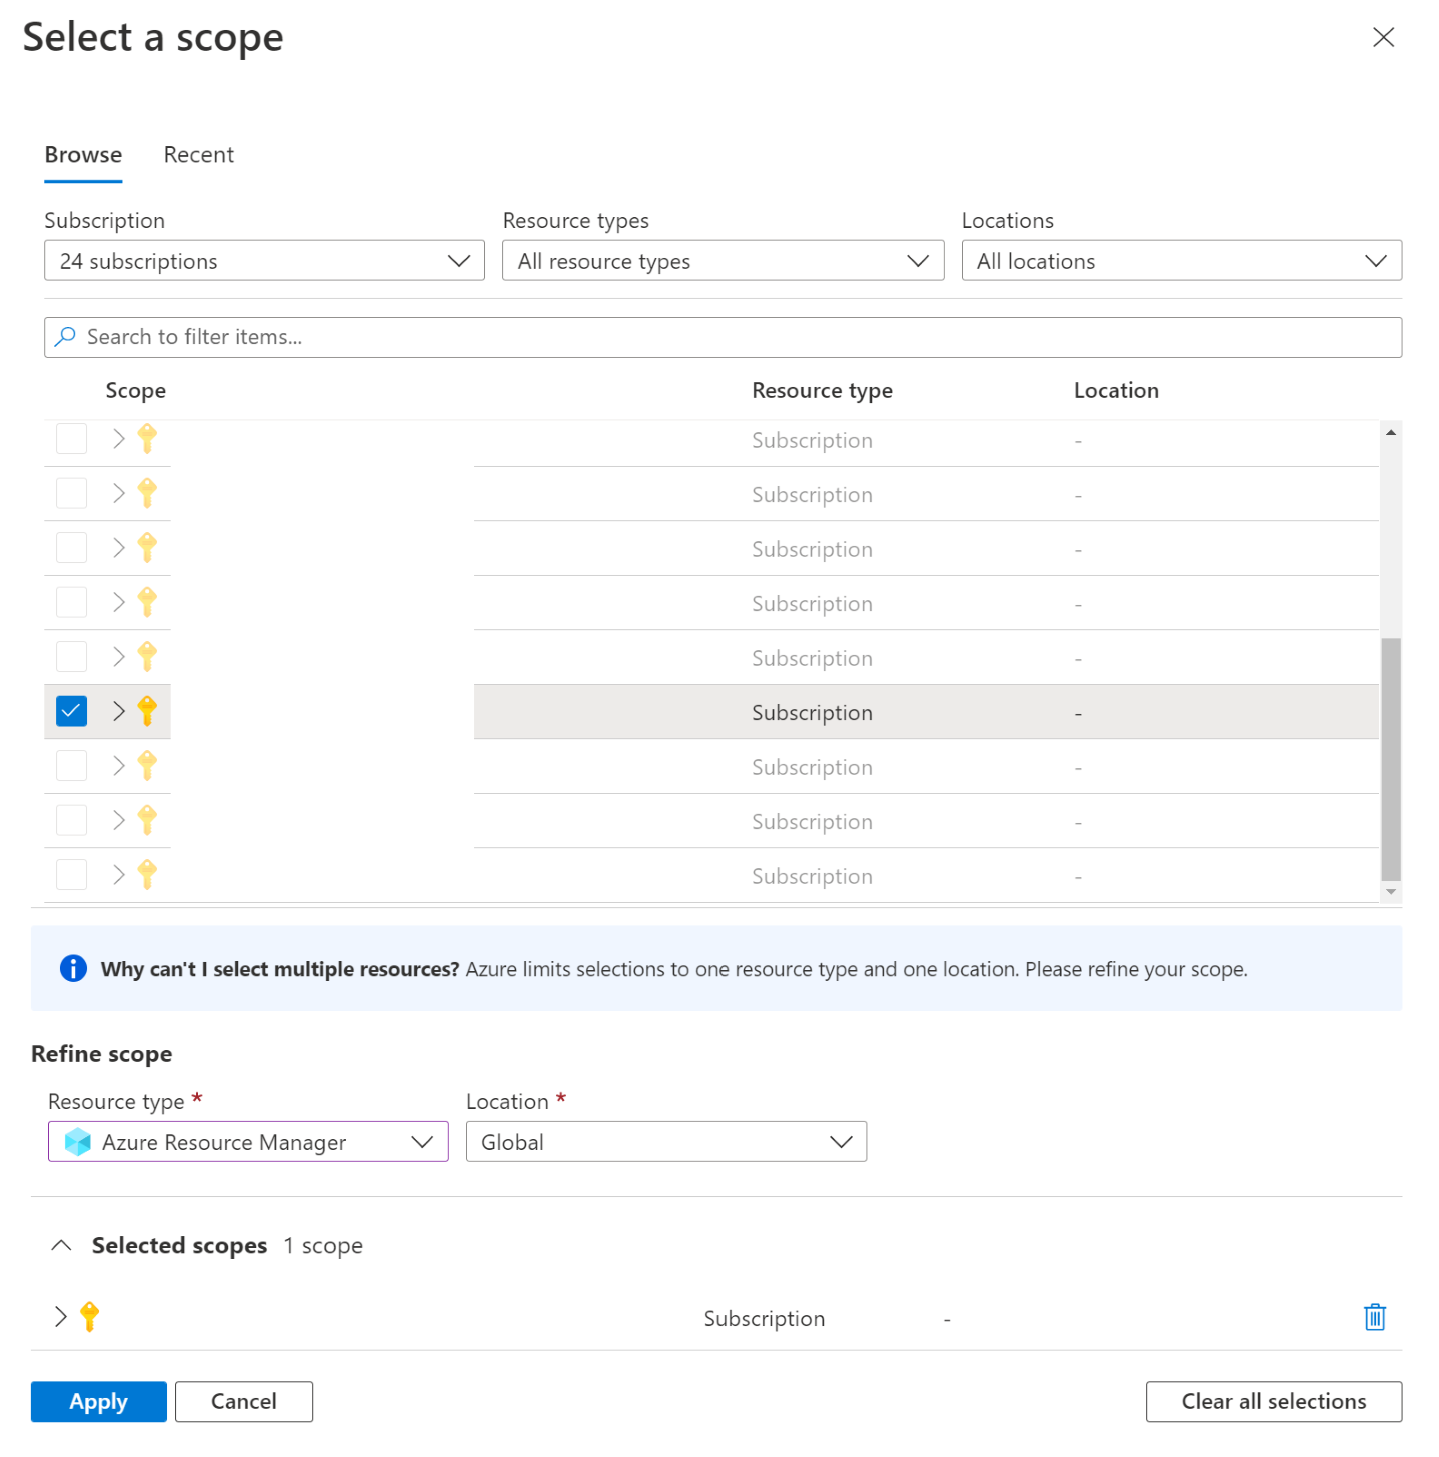 Select a scope
Browse Recent
Subscription Resource types Locations
24 subscriptions All resource types All locations
Search to filter items...
Scope Resource type Location
Subscription -
Subscription -
Subscription -
Subscription -
Subscription -
Subscription -
Subscription -
Subscription -
Subscription -
Why can't I select multiple resources? Azure limits selections to one resource type and one location. Please refine your scope.
Refine scope
Resource type * Location *
Azure Resource Manager Global
Selected scopes 1 scope
Subscription -
Apply Cancel Clear all selections